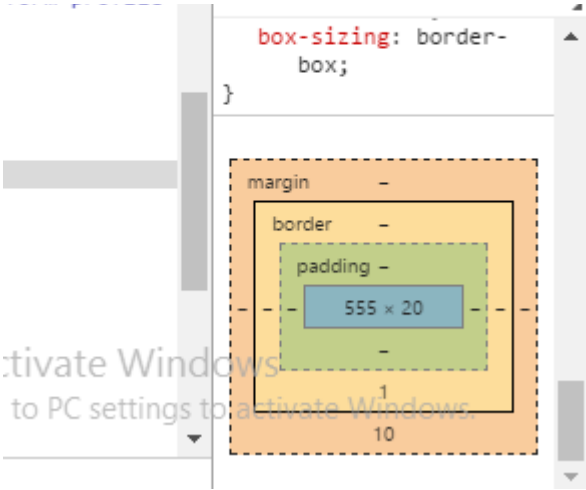 box-sizing: border-
box;
}
margin –
border –
padding –
– – – 555 × 20 – – –
–
ctivate Windows
1
to PC settings to activate Windows.
10